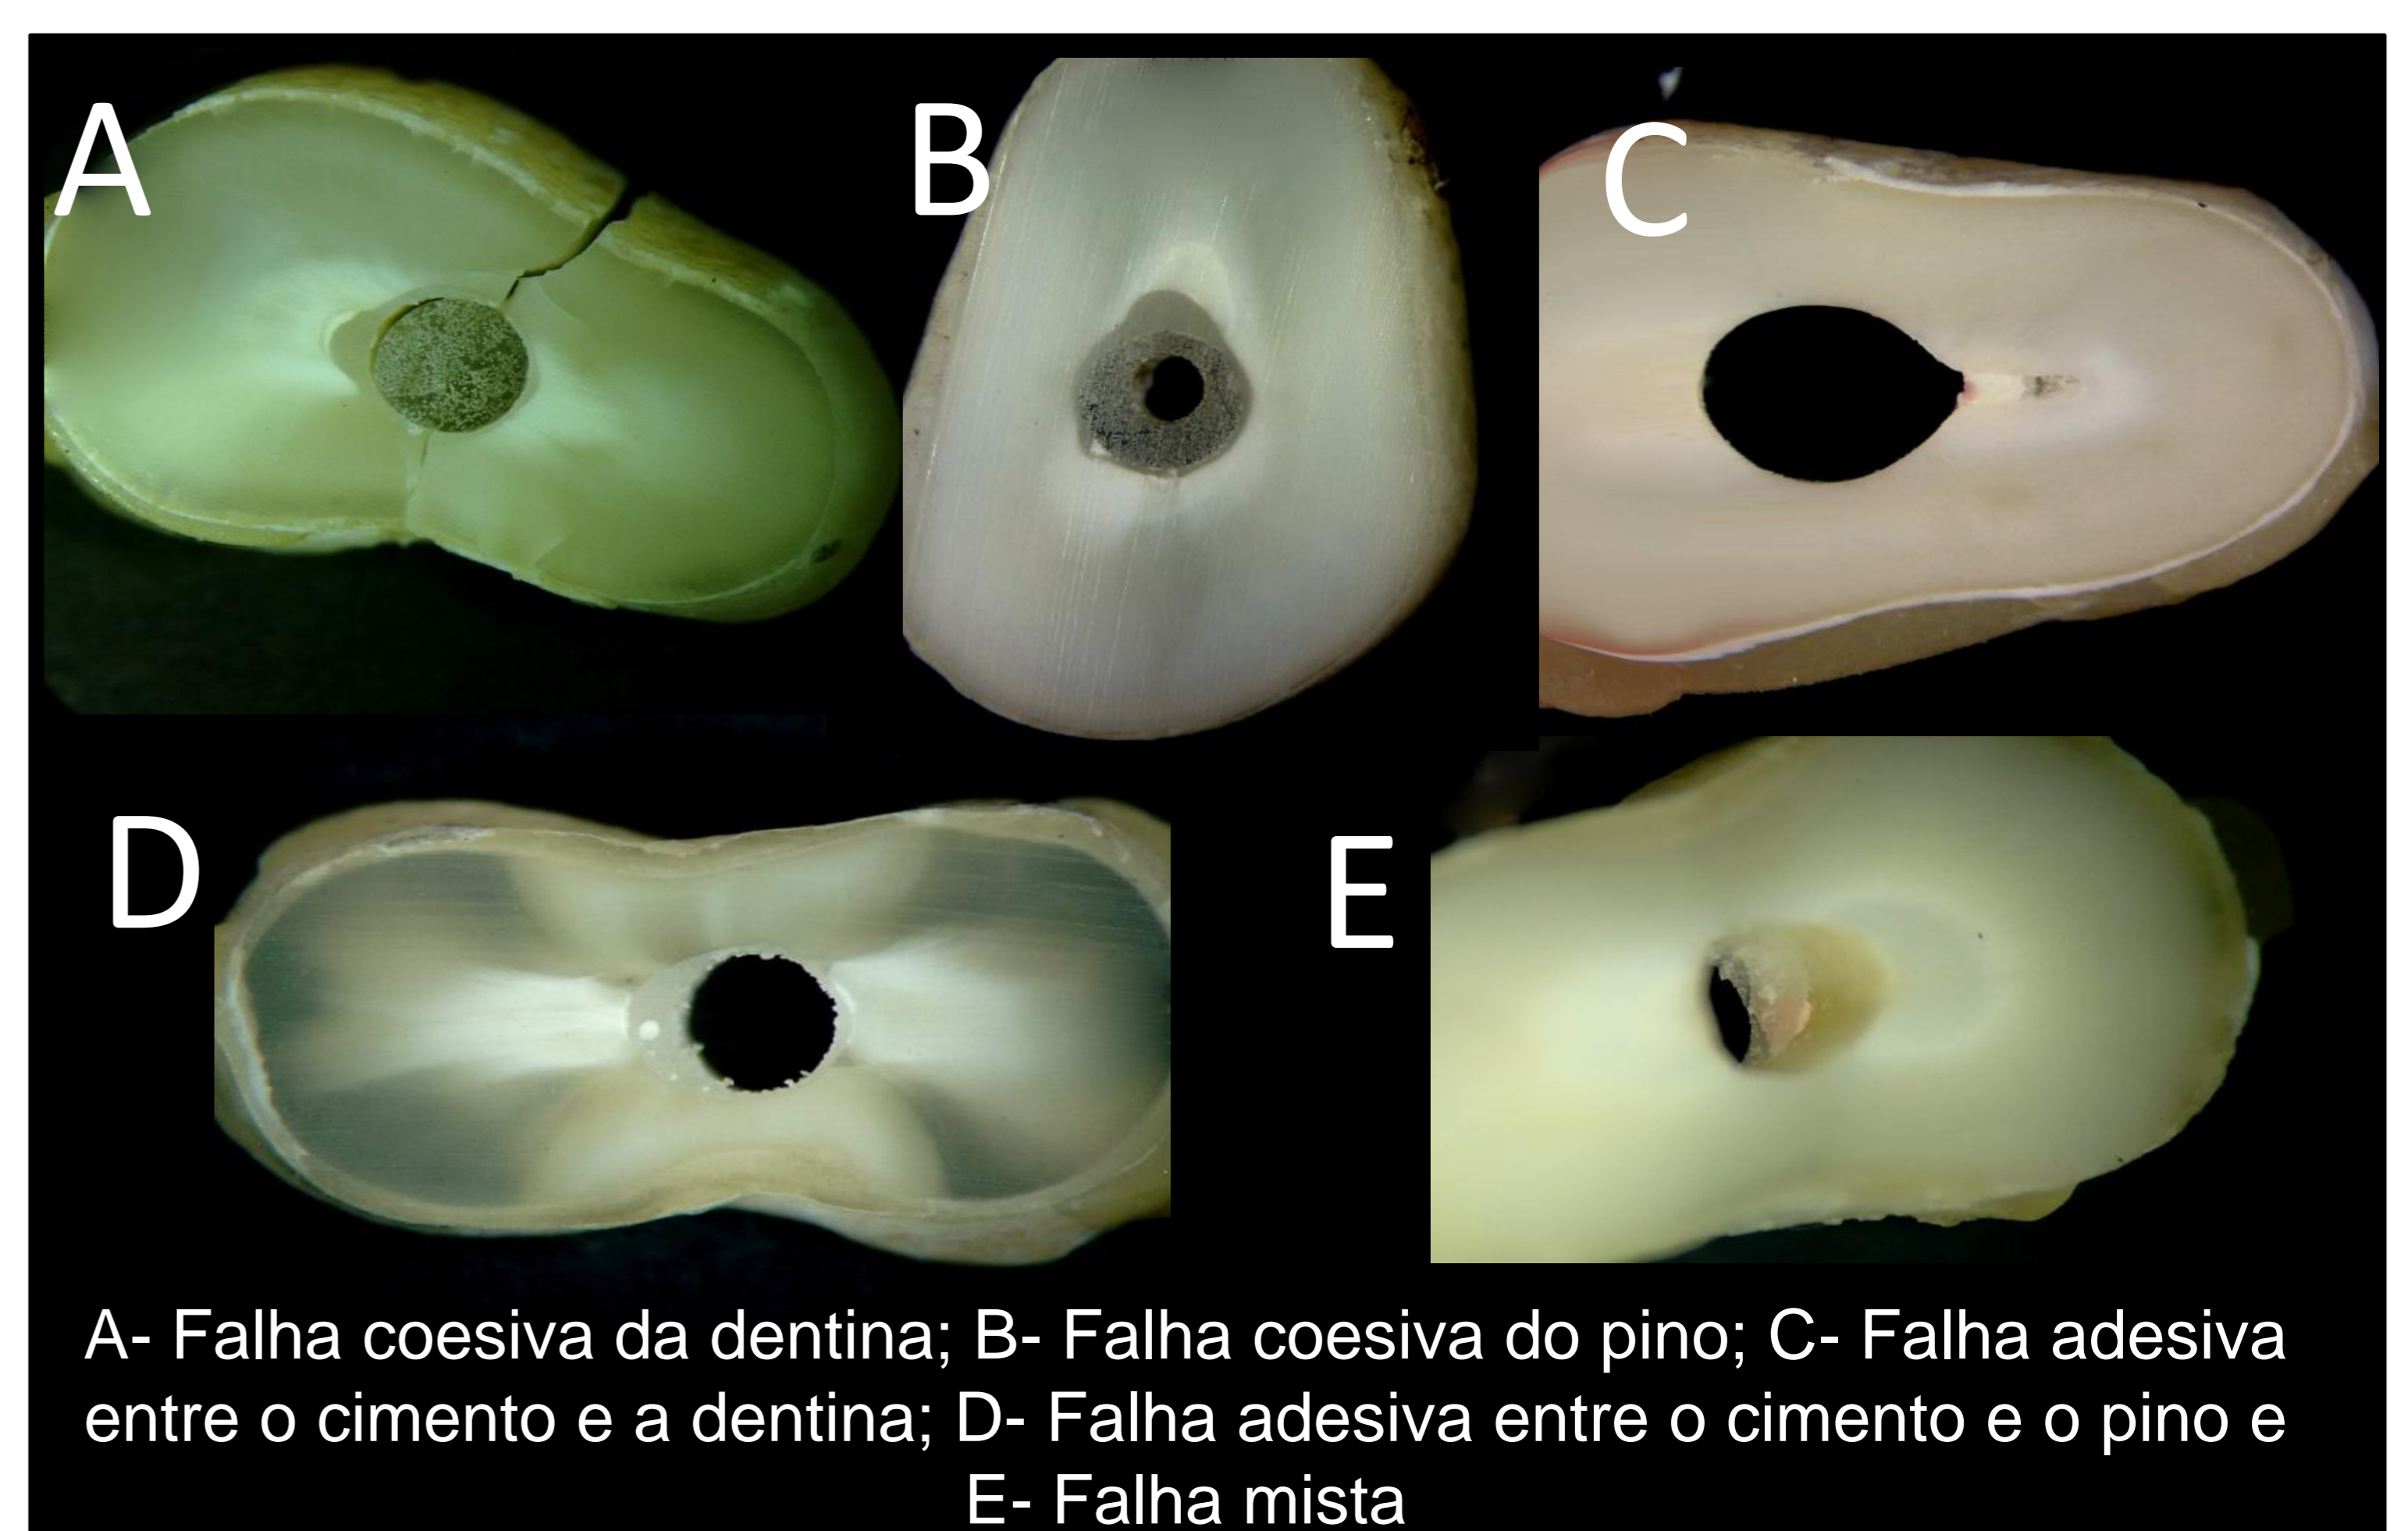 A
B
C
D
E
A- Falha coesiva da dentina; B- Falha coesiva do pino; C- Falha adesiva
entre o cimento e a dentina; D- Falha adesiva entre o cimento e o pino e
E- Falha mista